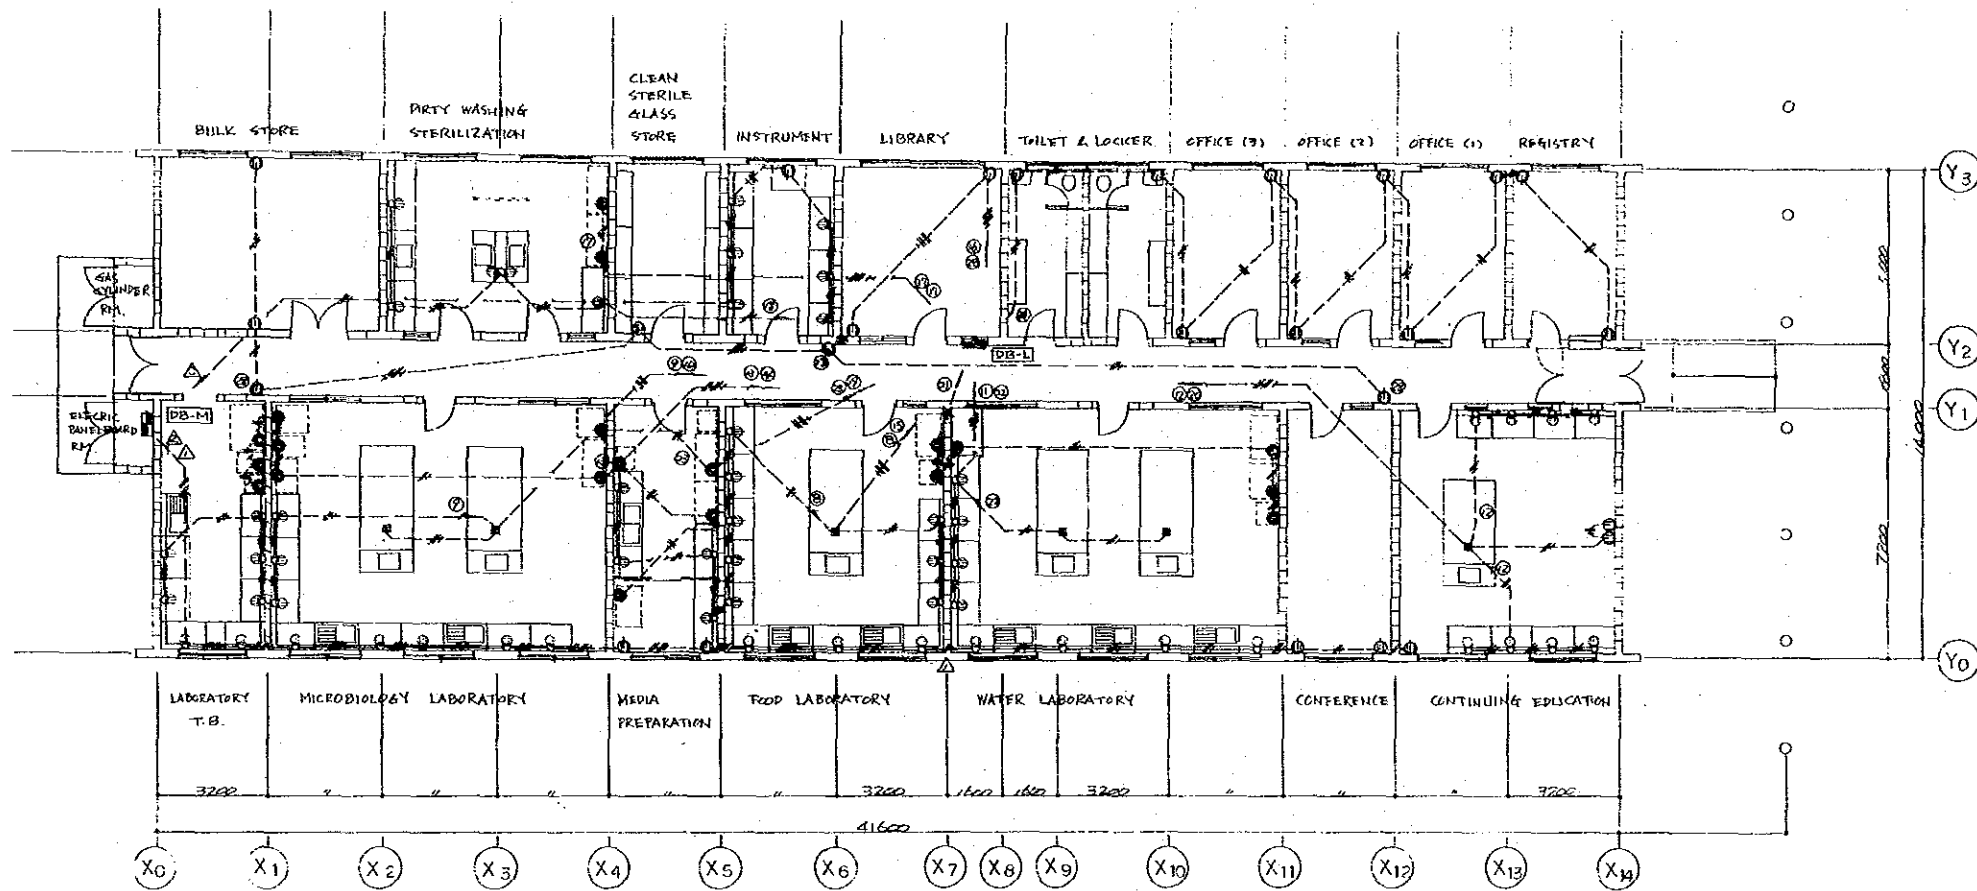 CLEAN
STERILE
GLASS
STORE
DIRTY WASHING
STERILIZATION
BULK STORE
INSTRUMENT
LIBRARY
TOILET & LOCKER
OFFICE (3)
OFFICE (2)
OFFICE (1)
REGISTRY
Y3
GAS
CYLINDER
RM.
DB-L
Y2
ELECRIC
PANELBOARD
RM
DB-M
Y1
7200
16000
Y0
LABORATORY
T.B.
MICROBIOLOGY LABORATORY
MEDIA
PREPARATION
FOOD LABORATORY
WATER LABORATORY
CONFERENCE
CONTINUING EDUCATION
3200 " " " " " 3200 1600 1600 3200 " " " 3200
41600
X0 X1 X2 X3 X4 X5 X6 X7 X8 X9 X10 X11 X12 X13 X14